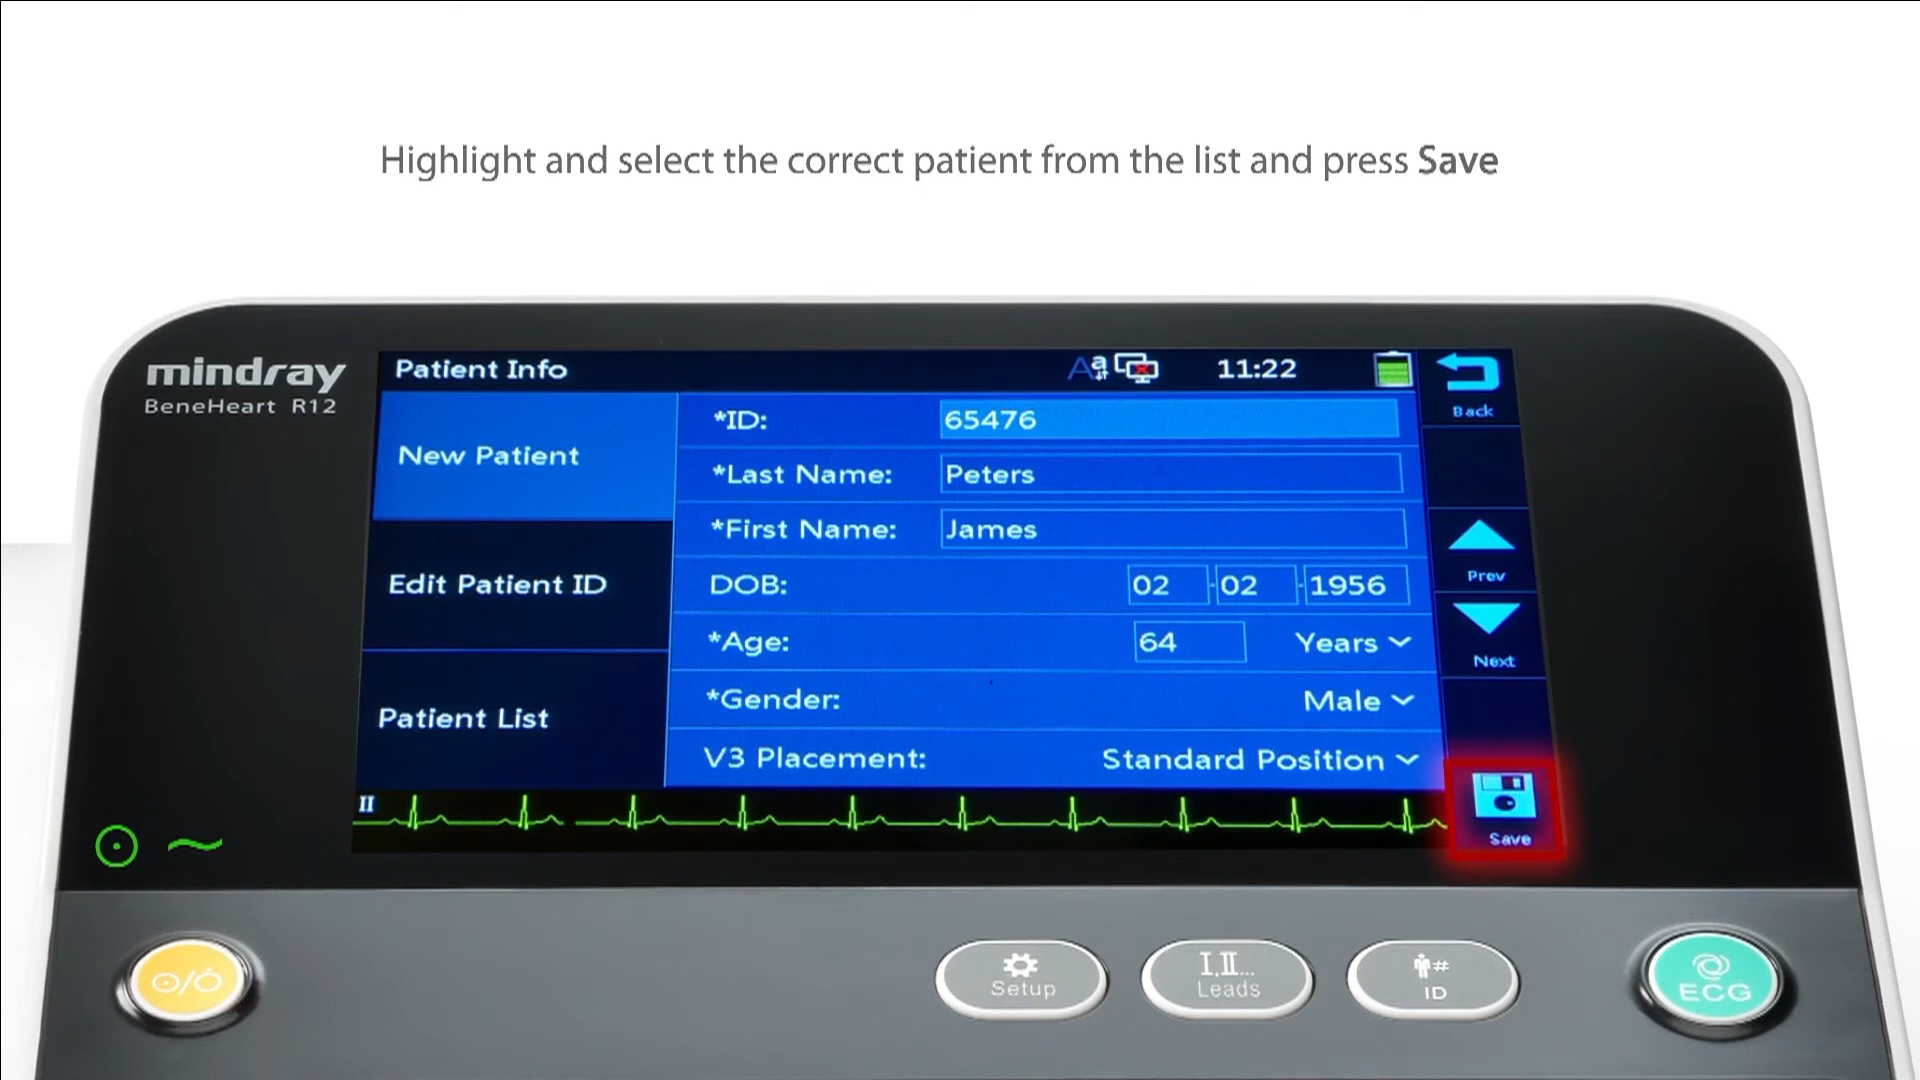 Highlight and select the correct patient from the list and press Save
mindray
BeneHeart R12
Patient Info
11:22
Back
New Patient
Edit Patient ID
Patient List
*ID: 65476
*Last Name: Peters
*First Name: James
DOB: 02-02-1956
*Age: 64 Years
*Gender: Male
V3 Placement: Standard Position
Prev
Next
Save
II
Setup
I,II...
Leads
#
ID
ECG